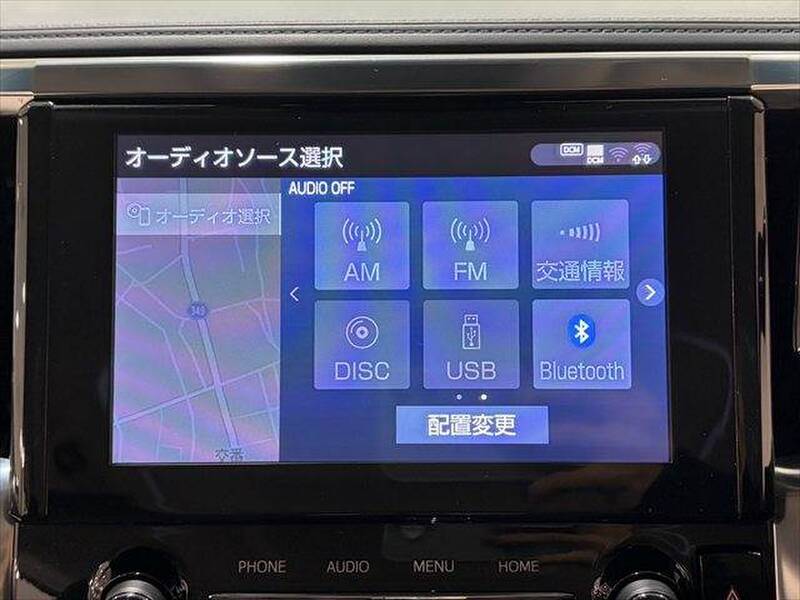 オーディオソース選択
DCM
DCM
オーディオ選択
AUDIO OFF
AM
FM
交通情報
DISC
USB
Bluetooth
配置変更
交番
PHONE
AUDIO
MENU
HOME